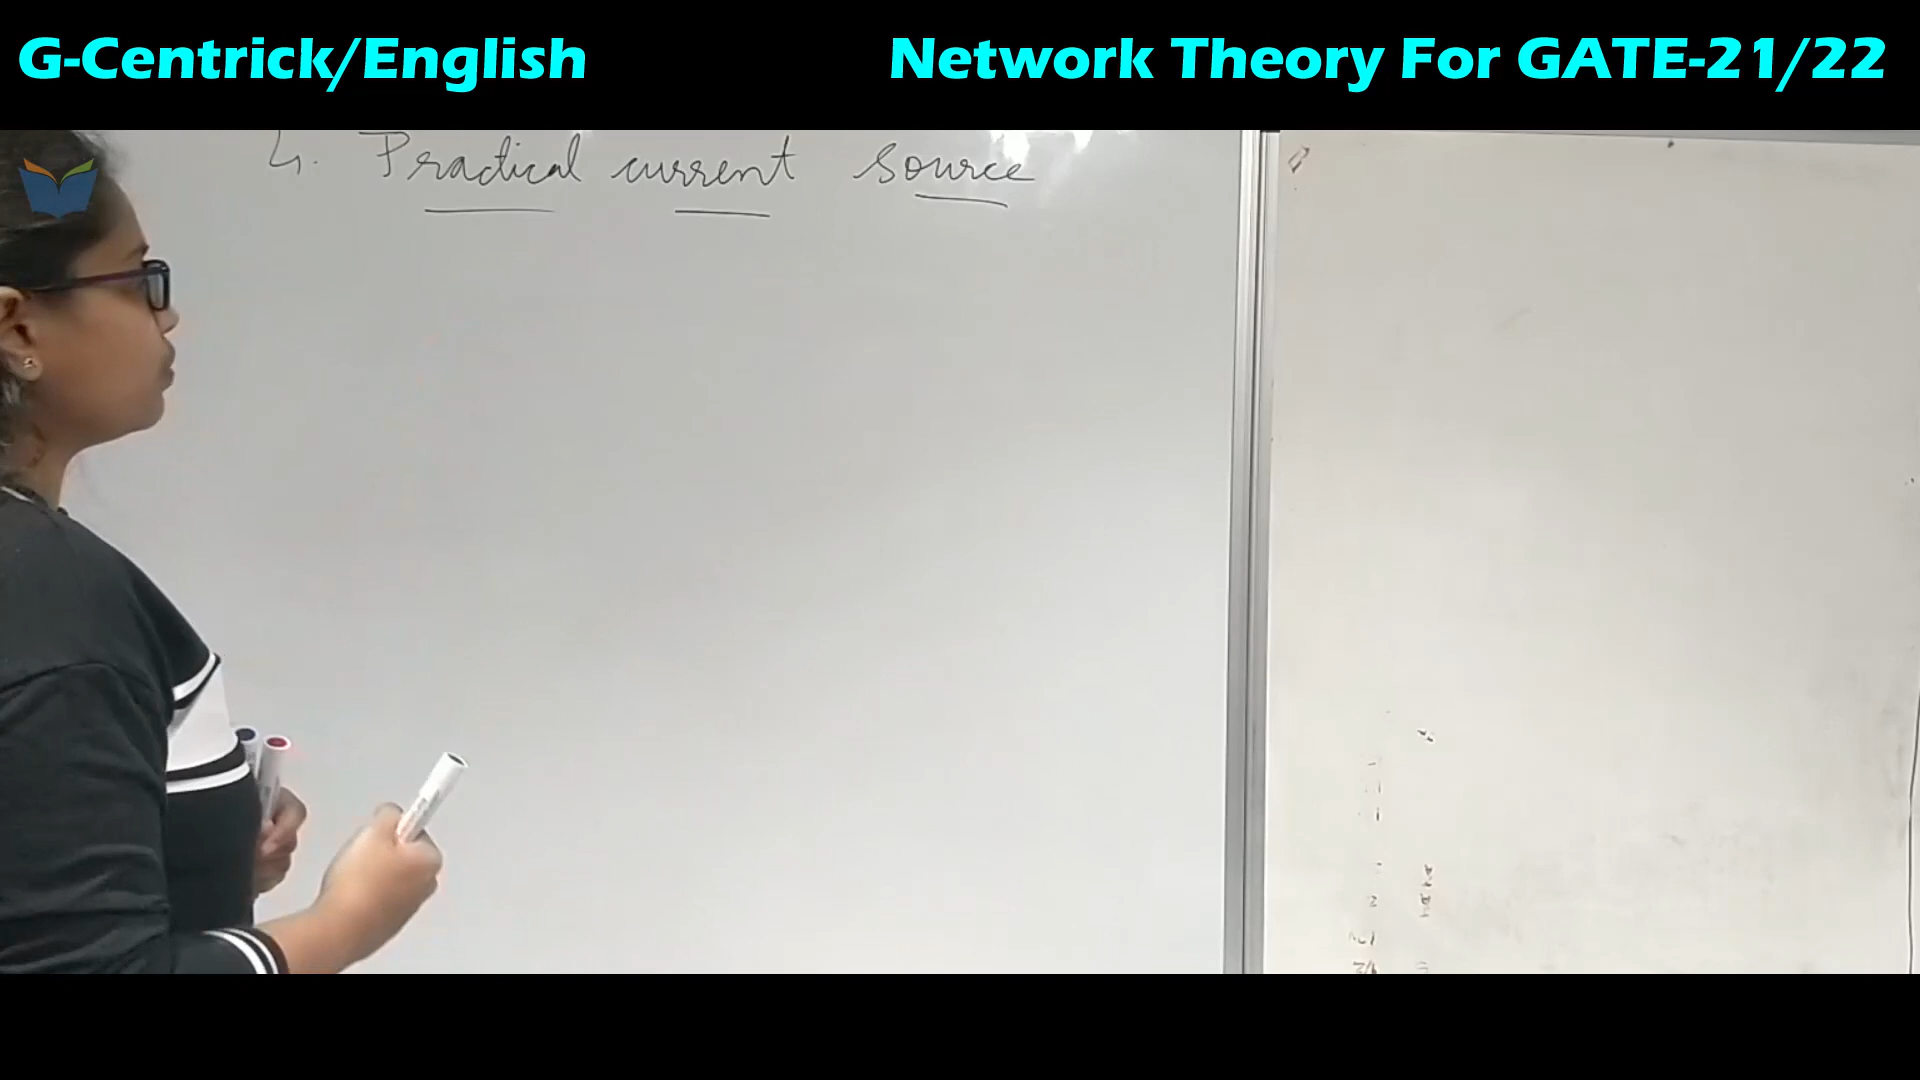 G-Centrick/English Network Theory For GATE-21/22
4. Practical current source